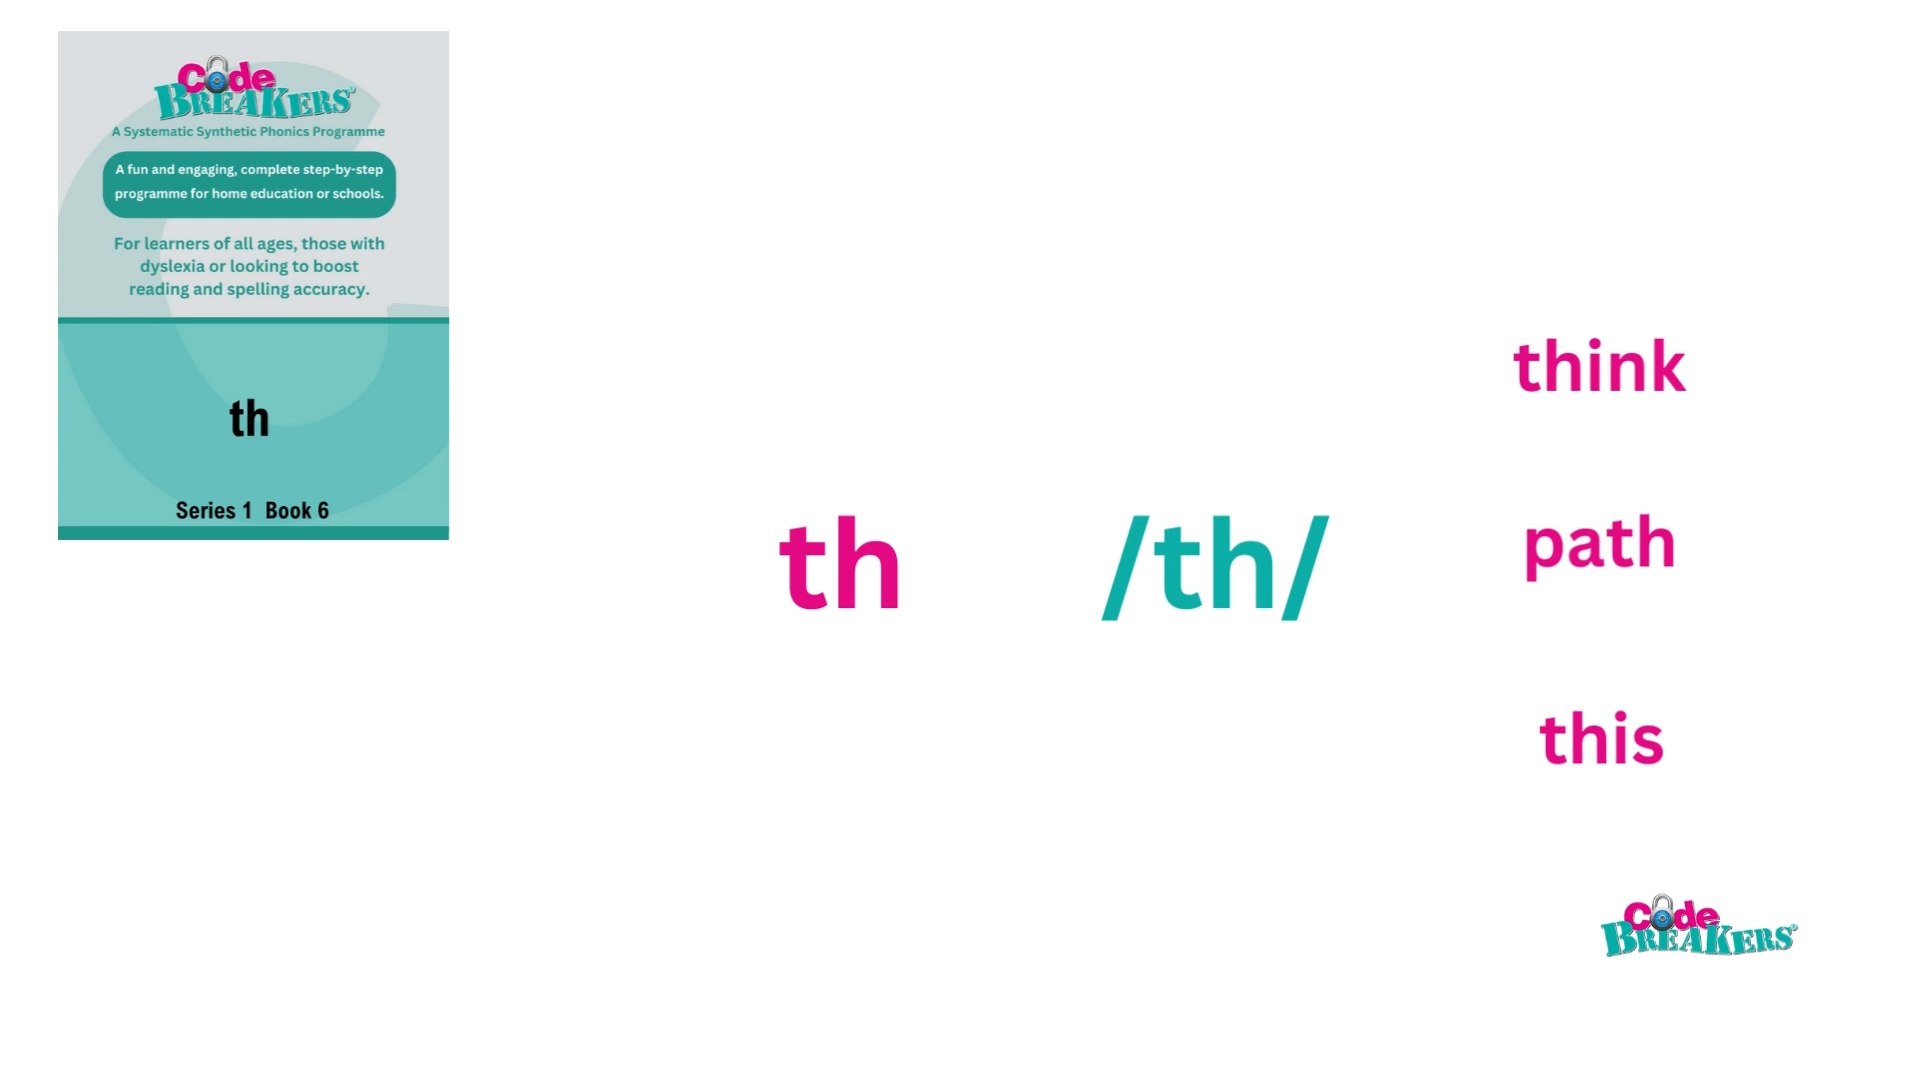 Code
BREAKERS®
A Systematic Synthetic Phonics Programme
A fun and engaging, complete step-by-step
programme for home education or schools.
For learners of all ages, those with
dyslexia or looking to boost
reading and spelling accuracy.
th
Series 1 Book 6
th /th/
think
path
this
Code
BREAKERS®